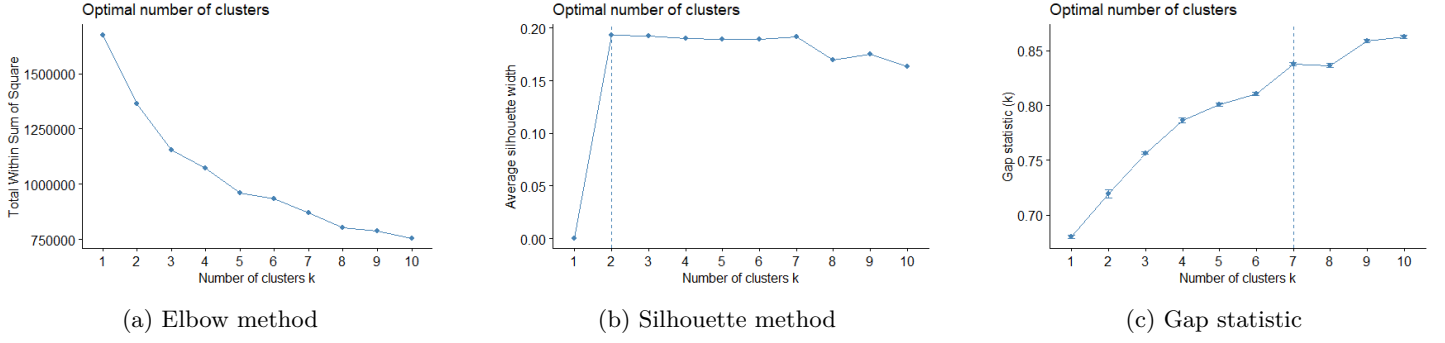 Optimal number of clusters
Total Within Sum of Square
1500000
1250000
1000000
750000
1 2 3 4 5 6 7 8 9 10
Number of clusters k
(a) Elbow method
Optimal number of clusters
Average silhouette width
0.20
0.15
0.10
0.05
0.00
1 2 3 4 5 6 7 8 9 10
Number of clusters k
(b) Silhouette method
Optimal number of clusters
Gap statistic (k)
0.85
0.80
0.75
0.70
1 2 3 4 5 6 7 8 9 10
Number of clusters k
(c) Gap statistic